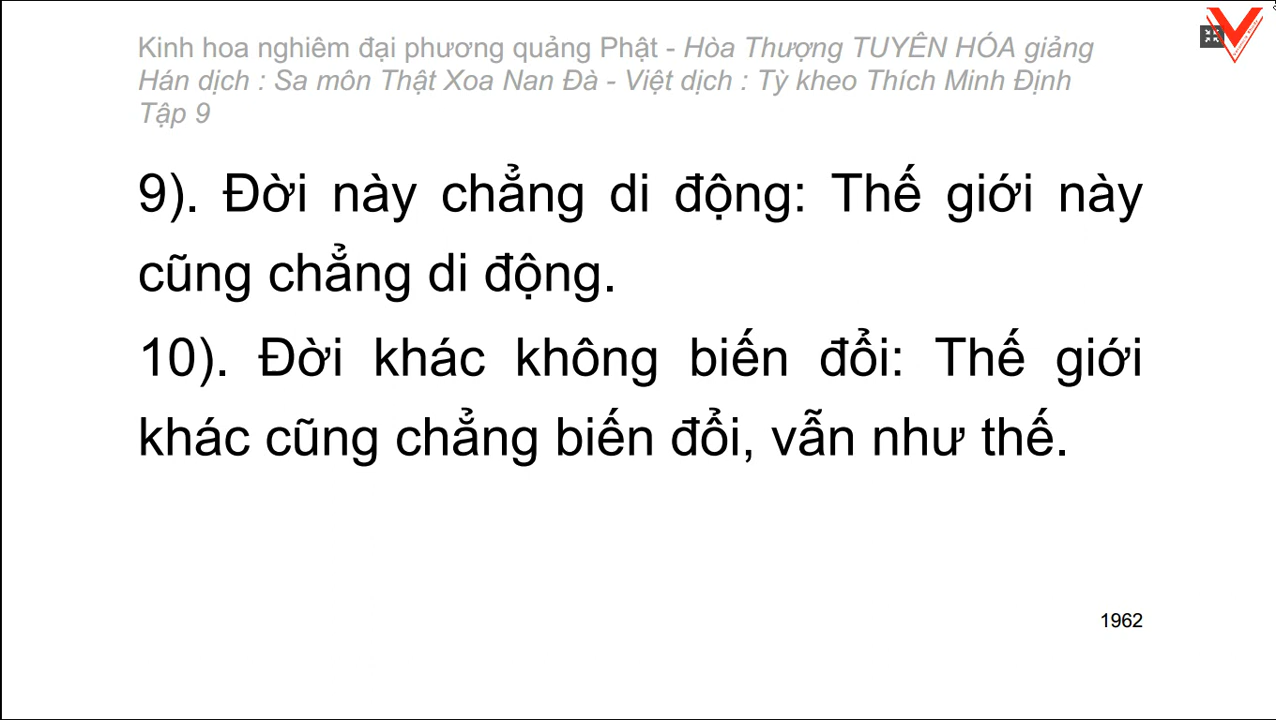 Kinh hoa nghiêm đại phương quảng Phật - Hòa Thượng TUYÊN HÓA giảng
Hán dịch : Sa môn Thật Xoa Nan Đà - Việt dịch : Tỳ kheo Thích Minh Định
Tập 9
9). Đời này chẳng di động: Thế giới này
cũng chẳng di động.
10). Đời khác không biến đổi: Thế giới
khác cũng chẳng biến đổi, vẫn như thế.
1962